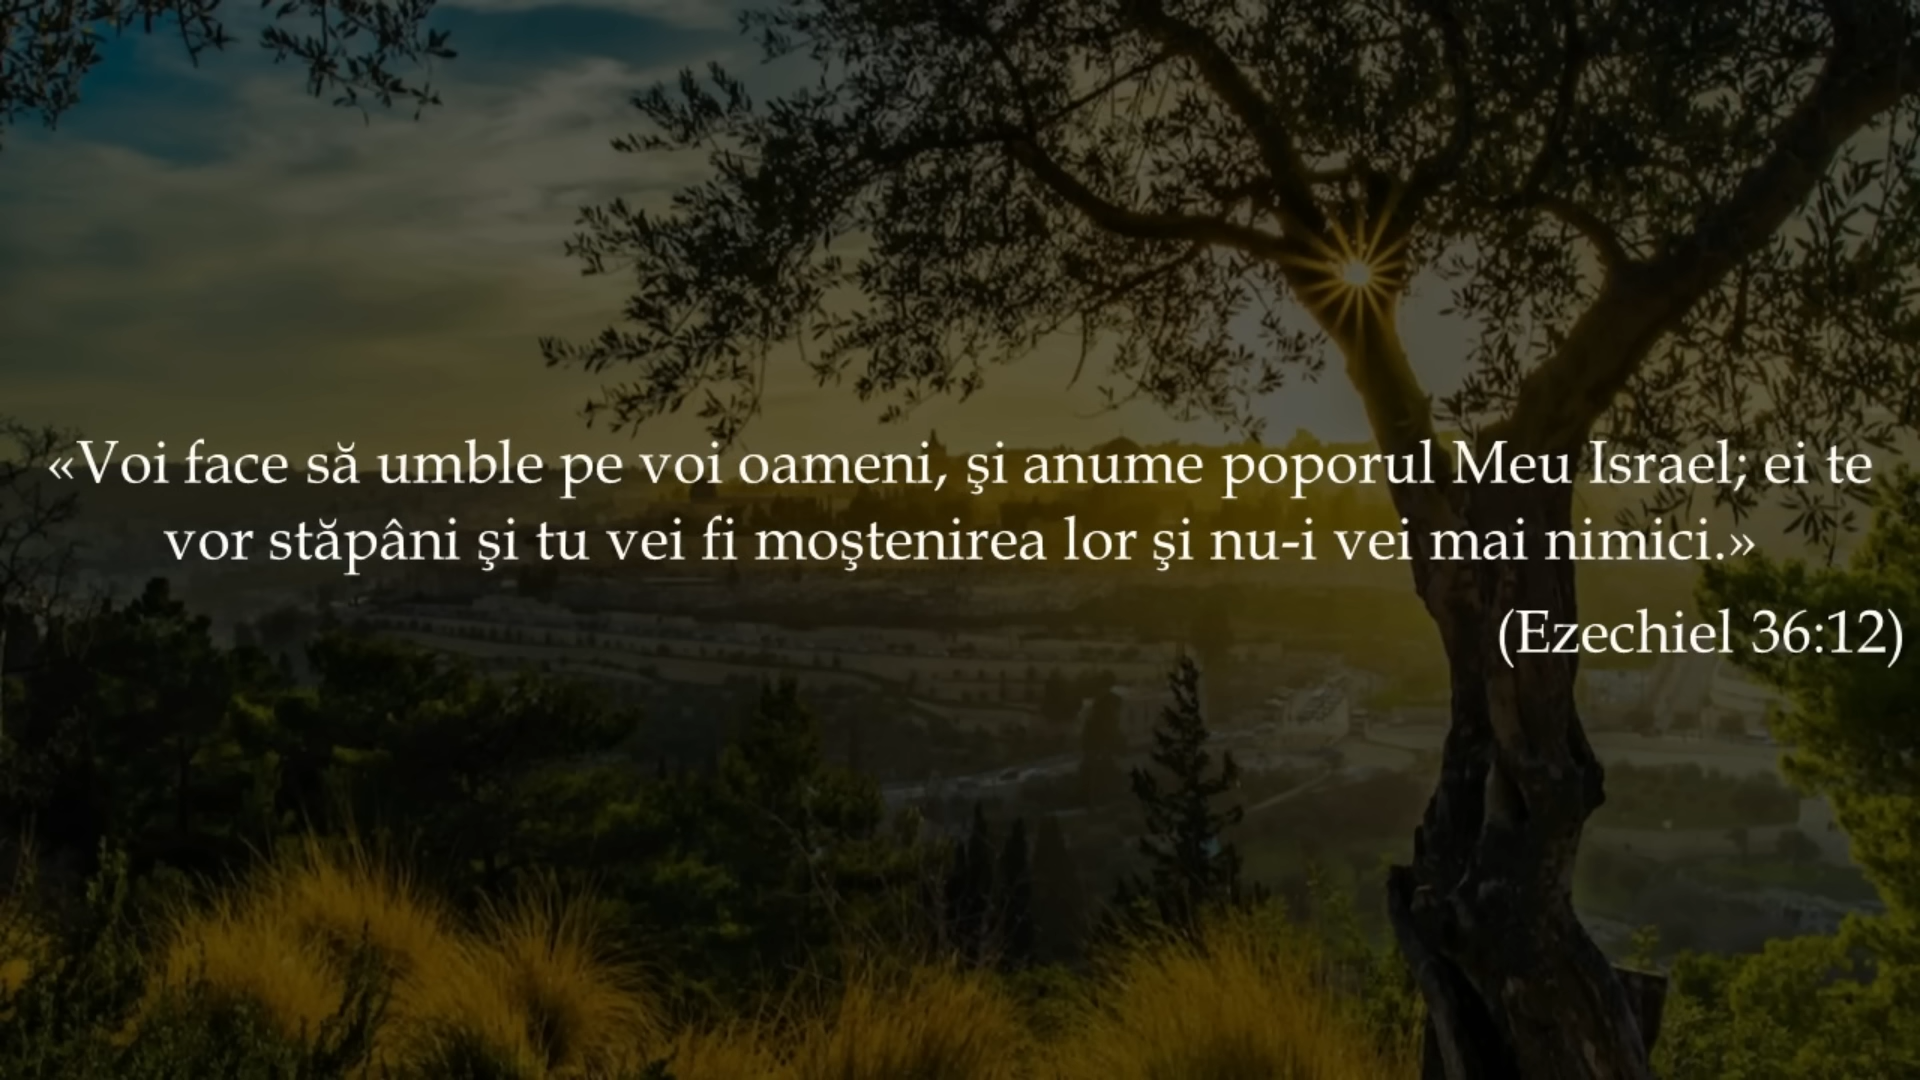 «Voi face să umble pe voi oameni, şi anume poporul Meu Israel; ei te
vor stăpâni şi tu vei fi moştenirea lor şi nu-i vei mai nimici.»
(Ezechiel 36:12)